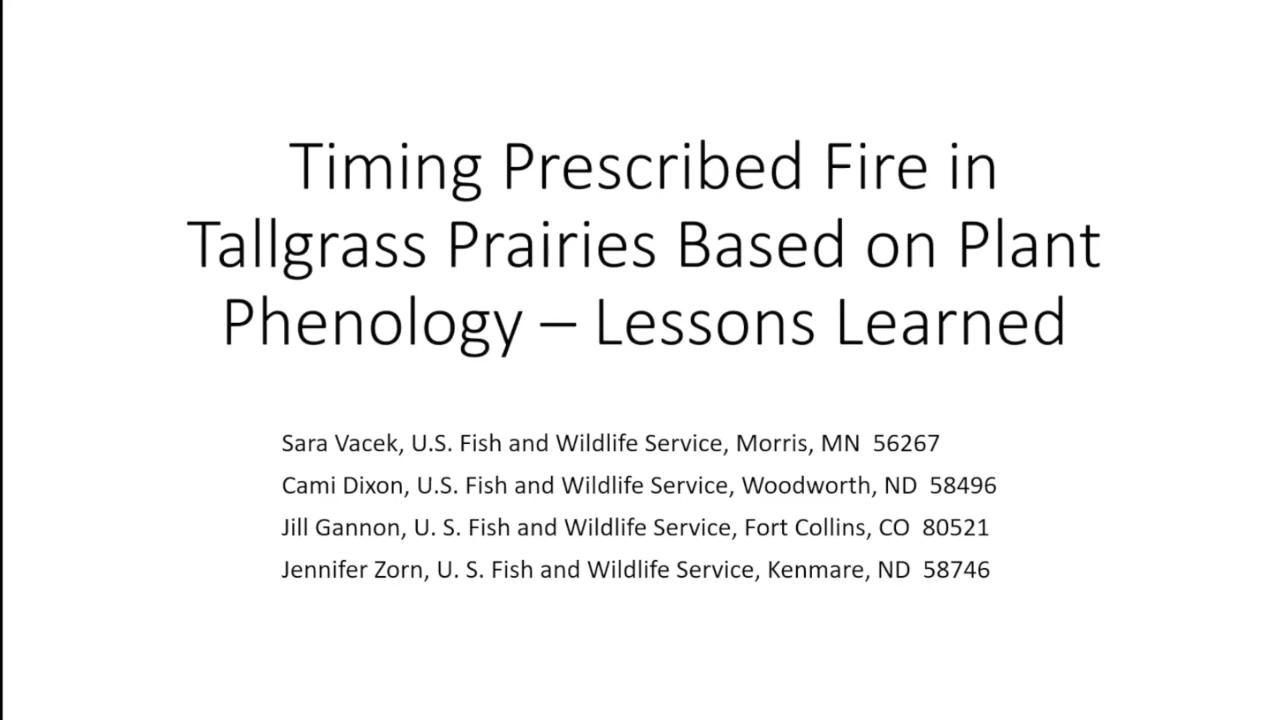 Timing Prescribed Fire in
Tallgrass Prairies Based on Plant
Phenology – Lessons Learned
Sara Vacek, U.S. Fish and Wildlife Service, Morris, MN  56267
Cami Dixon, U.S. Fish and Wildlife Service, Woodworth, ND  58496
Jill Gannon, U. S. Fish and Wildlife Service, Fort Collins, CO  80521
Jennifer Zorn, U. S. Fish and Wildlife Service, Kenmare, ND  58746